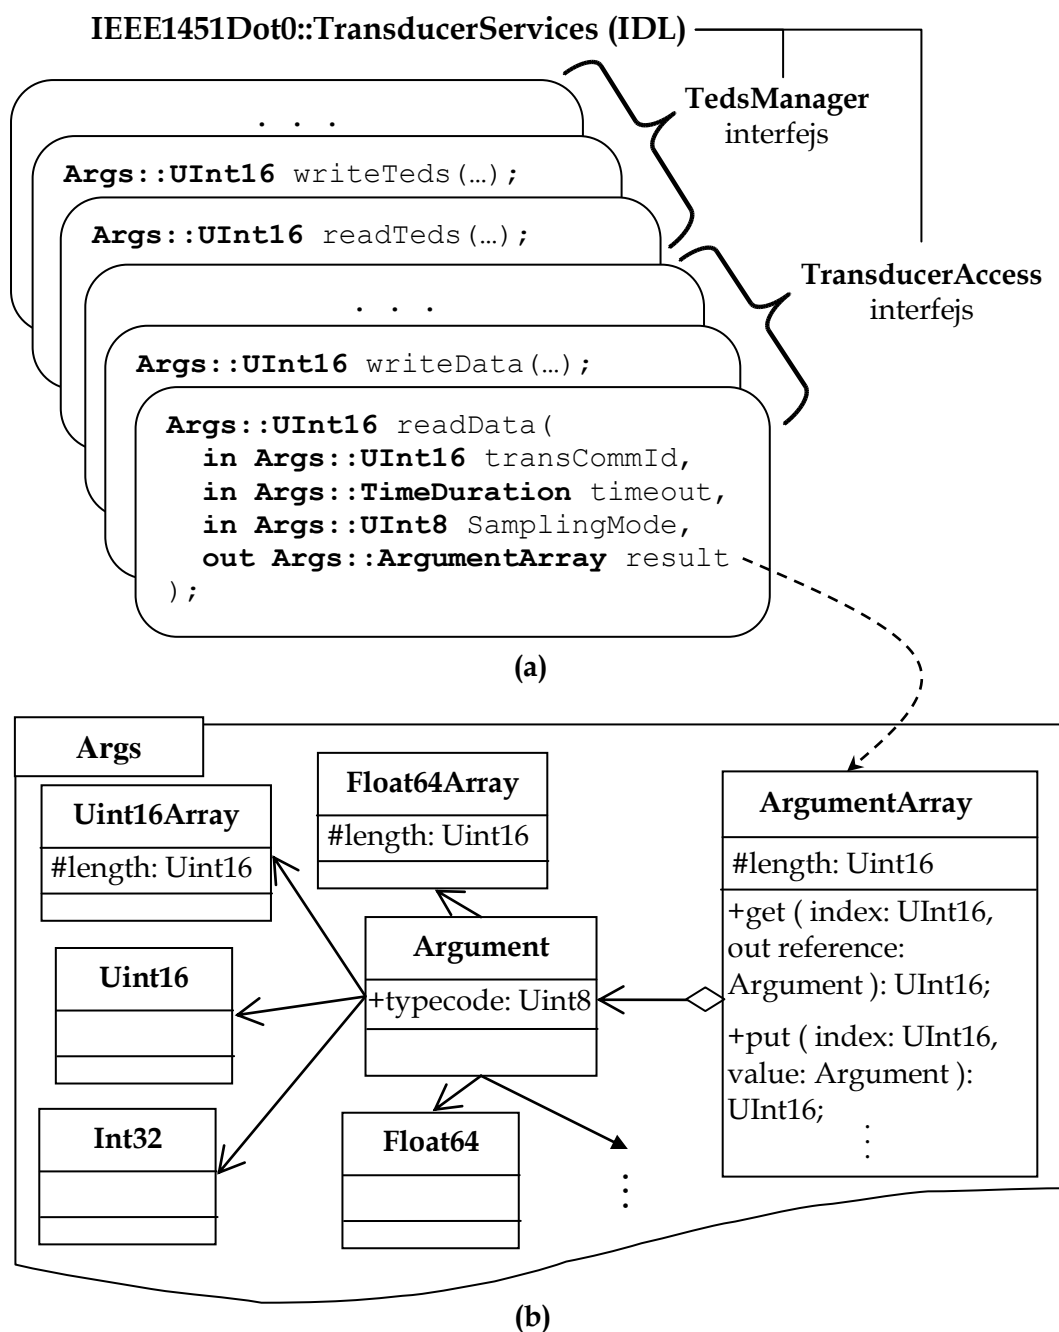 IEEE1451Dot0::TransducerServices (IDL)
TedsManager
interfejs
. . .
Args::UInt16 writeTeds(…);
Args::UInt16 readTeds(…);
TransducerAccess
interfejs
. . .
Args::UInt16 writeData(…);
Args::UInt16 readData(
in Args::UInt16 transCommId,
in Args::TimeDuration timeout,
in Args::UInt8 SamplingMode,
out Args::ArgumentArray result
);
(a)
Args
Uint16Array
#length: Uint16
Float64Array
#length: Uint16
ArgumentArray
#length: Uint16
+get ( index: UInt16,
out reference:
Argument ): UInt16;
+put ( index: UInt16,
value: Argument ):
UInt16;
⋮
Argument
+typecode: Uint8
Uint16
Int32
Float64
⋮
(b)